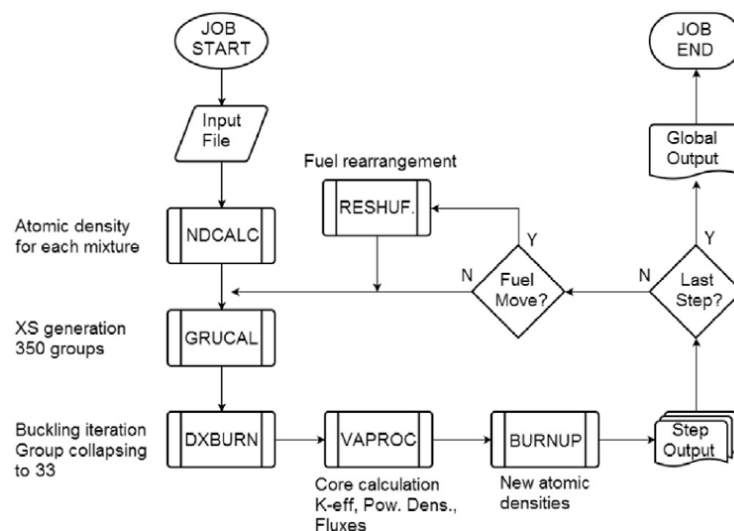 JOB
START
JOB
END
Input
File
Global
Output
Fuel rearrangement
RESHUF.
Atomic density
for each mixture
NDCALC
Y
Y
N
Fuel
Move?
N
Last
Step?
XS generation
350 groups
GRUCAL
Buckling iteration
Group collapsing
to 33
DXBURN
VAPROC
BURNUP
Step
Output
Core calculation
K-eff, Pow. Dens.,
Fluxes
New atomic
densities